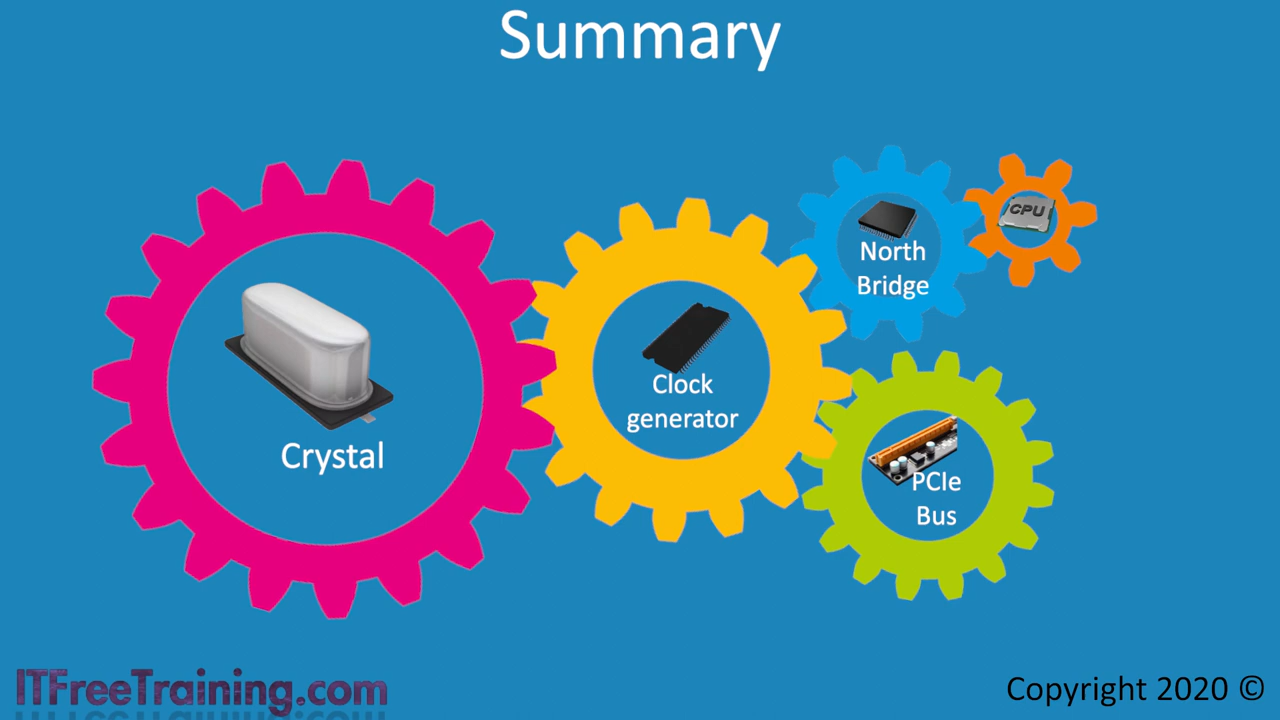 Summary
Crystal
Clock
generator
North
Bridge
CPU
PCIe
Bus
ITFreeTraining.com
Copyright 2020 ©